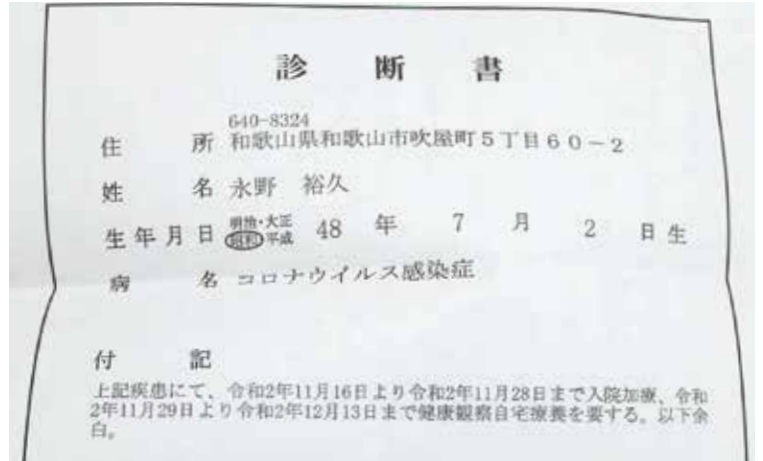 診断書
640-8324
住所 和歌山県和歌山市吹屋町5丁目60-2
姓名 永野 裕久
生年月日 明治・大正 昭和 平成 48年 7月 2日生
病名 コロナウイルス感染症
付記
上記疾患にて、令和2年11月16日より令和2年11月28日まで入院加療、令和
2年11月29日より令和2年12月13日まで健康観察自宅療養を要する。以下余
白。